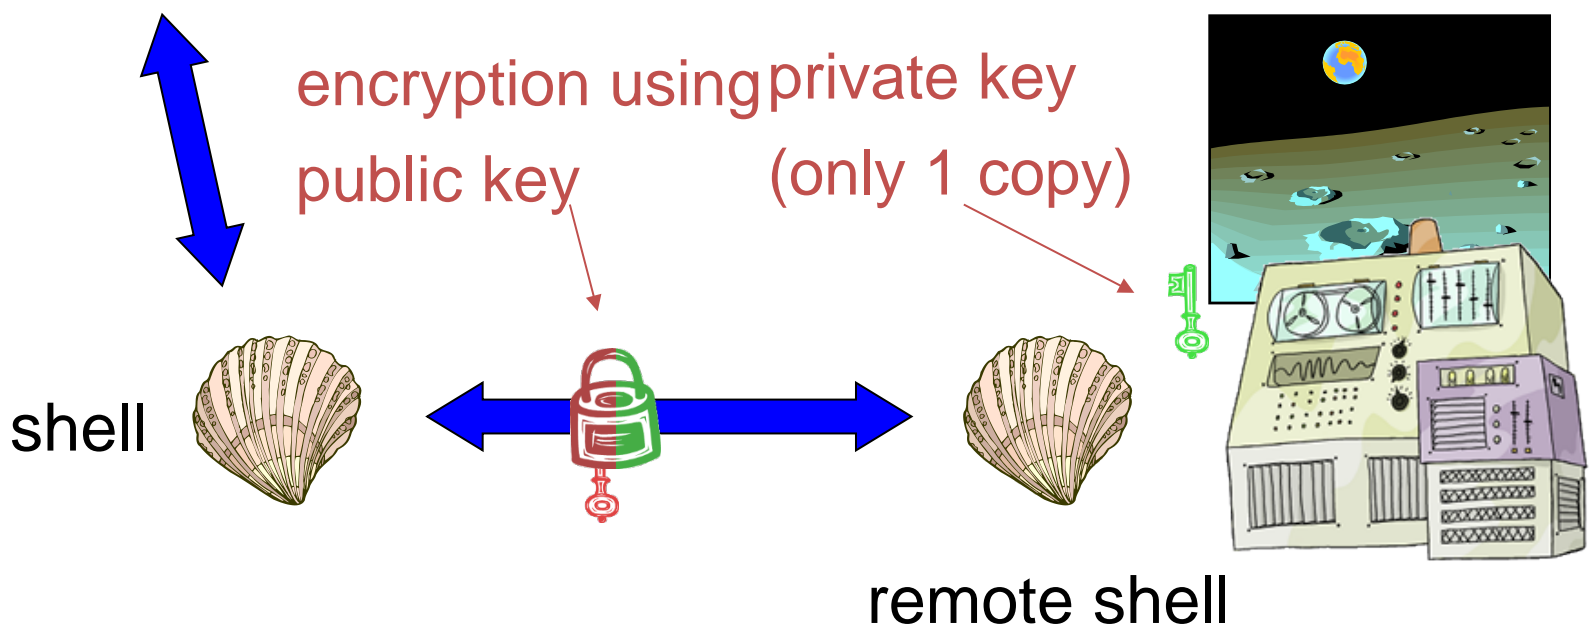 encryption using
public key
private key
(only 1 copy)
shell
remote shell